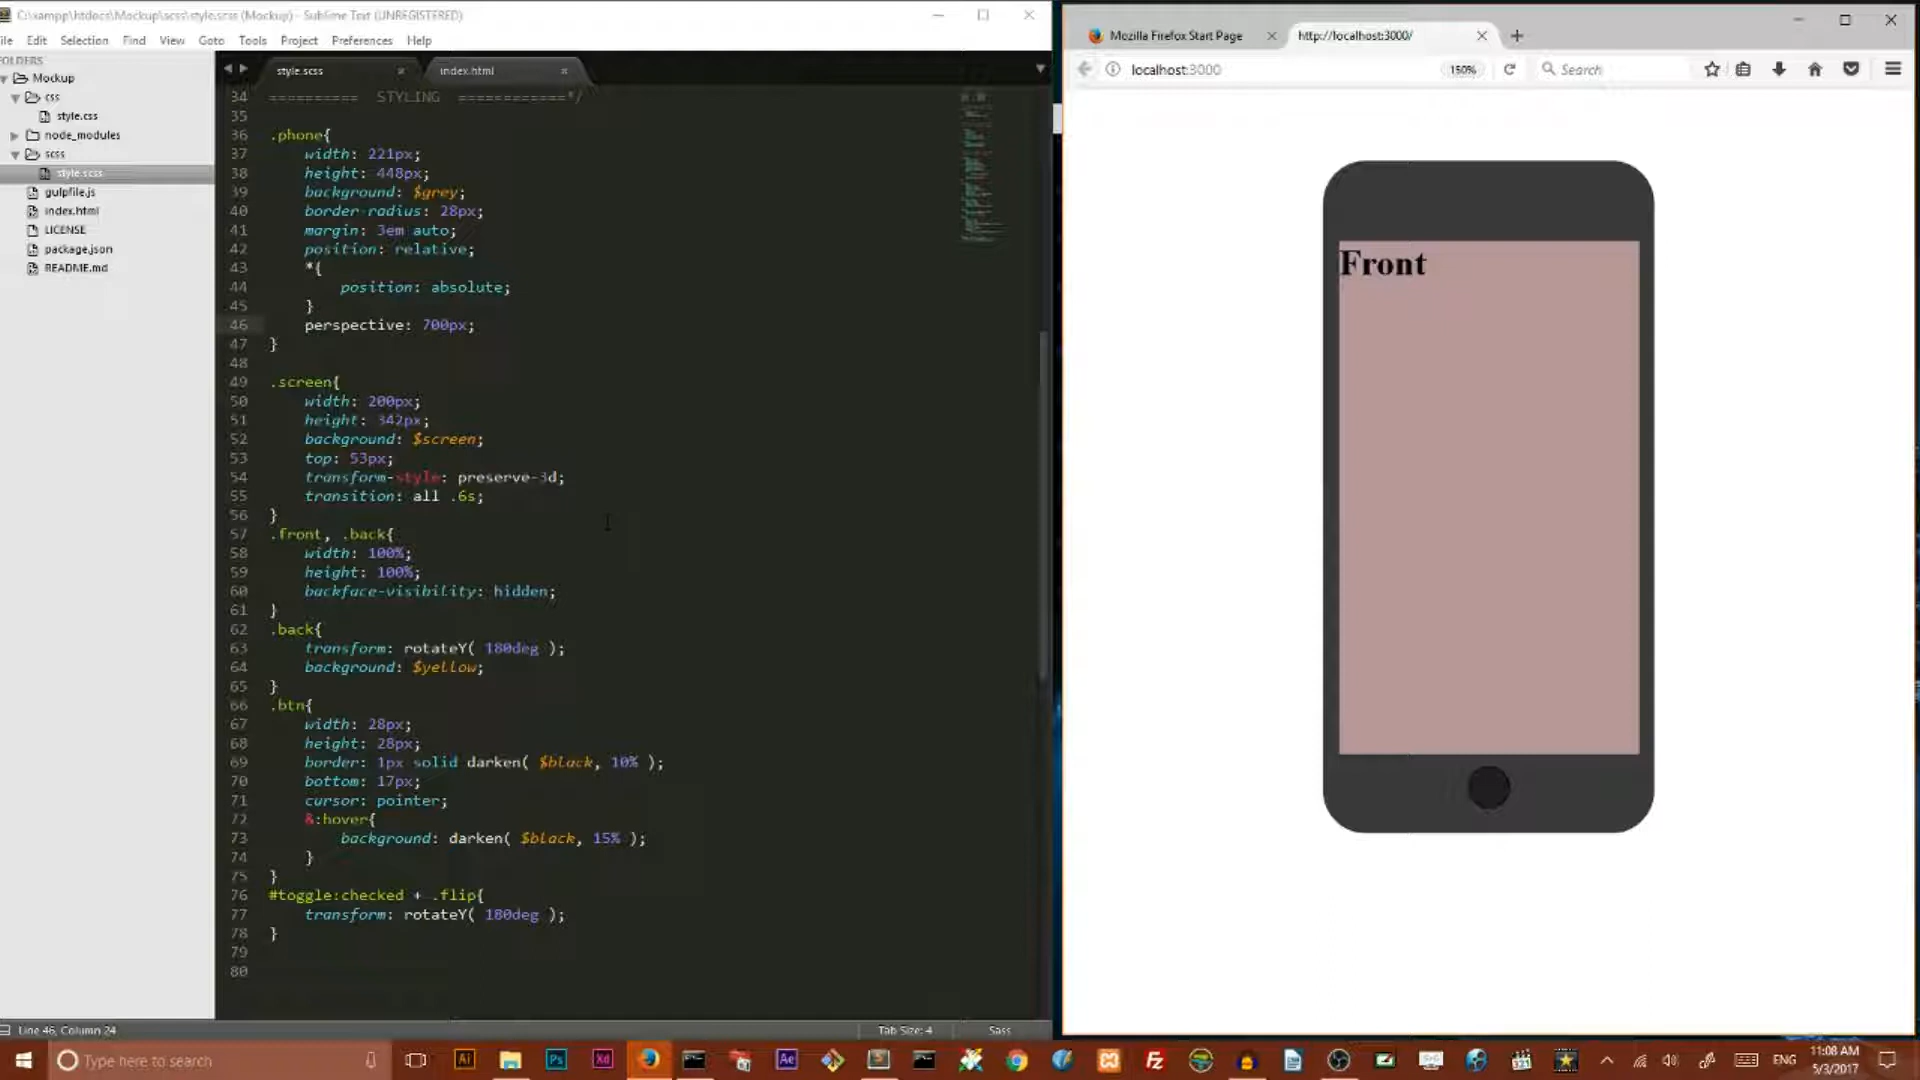 C:\xampp\htdocs\Mockup\scss\style.scss (Mockup) - Sublime Text (UNREGISTERED)
File Edit Selection Find View Goto Tools Project Preferences Help
FOLDERS
Mockup
css
style.css
node_modules
scss
style.scss
gulpfile.js
index.html
LICENSE
package.json
README.md
style.scss
index.html
34 ========== STYLING ============*/
35
36 .phone{
37 width: 221px;
38 height: 448px;
39 background: $grey;
40 border-radius: 28px;
41 margin: 3em auto;
42 position: relative;
43 *{
44 position: absolute;
45 }
46 perspective: 700px;
47 }
48
49 .screen{
50 width: 200px;
51 height: 342px;
52 background: $screen;
53 top: 53px;
54 transform-style: preserve-3d;
55 transition: all .6s;
56 }
57 .front, .back{
58 width: 100%;
59 height: 100%;
60 backface-visibility: hidden;
61 }
62 .back{
63 transform: rotateY( 180deg );
64 background: $yellow;
65 }
66 .btn{
67 width: 28px;
68 height: 28px;
69 border: 1px solid darken( $black, 10% );
70 bottom: 17px;
71 cursor: pointer;
72 &:hover{
73 background: darken( $black, 15% );
74 }
75 }
76 #toggle:checked + .flip{
77 transform: rotateY( 180deg );
78 }
79
80
Line 46, Column 24
Tab Size: 4
Sass
Mozilla Firefox Start Page
http://localhost:3000/
localhost:3000
150%
Search
Front
Type here to search
Ai
Ps
Xd
Ae
ENG
11:08 AM
5/3/2017